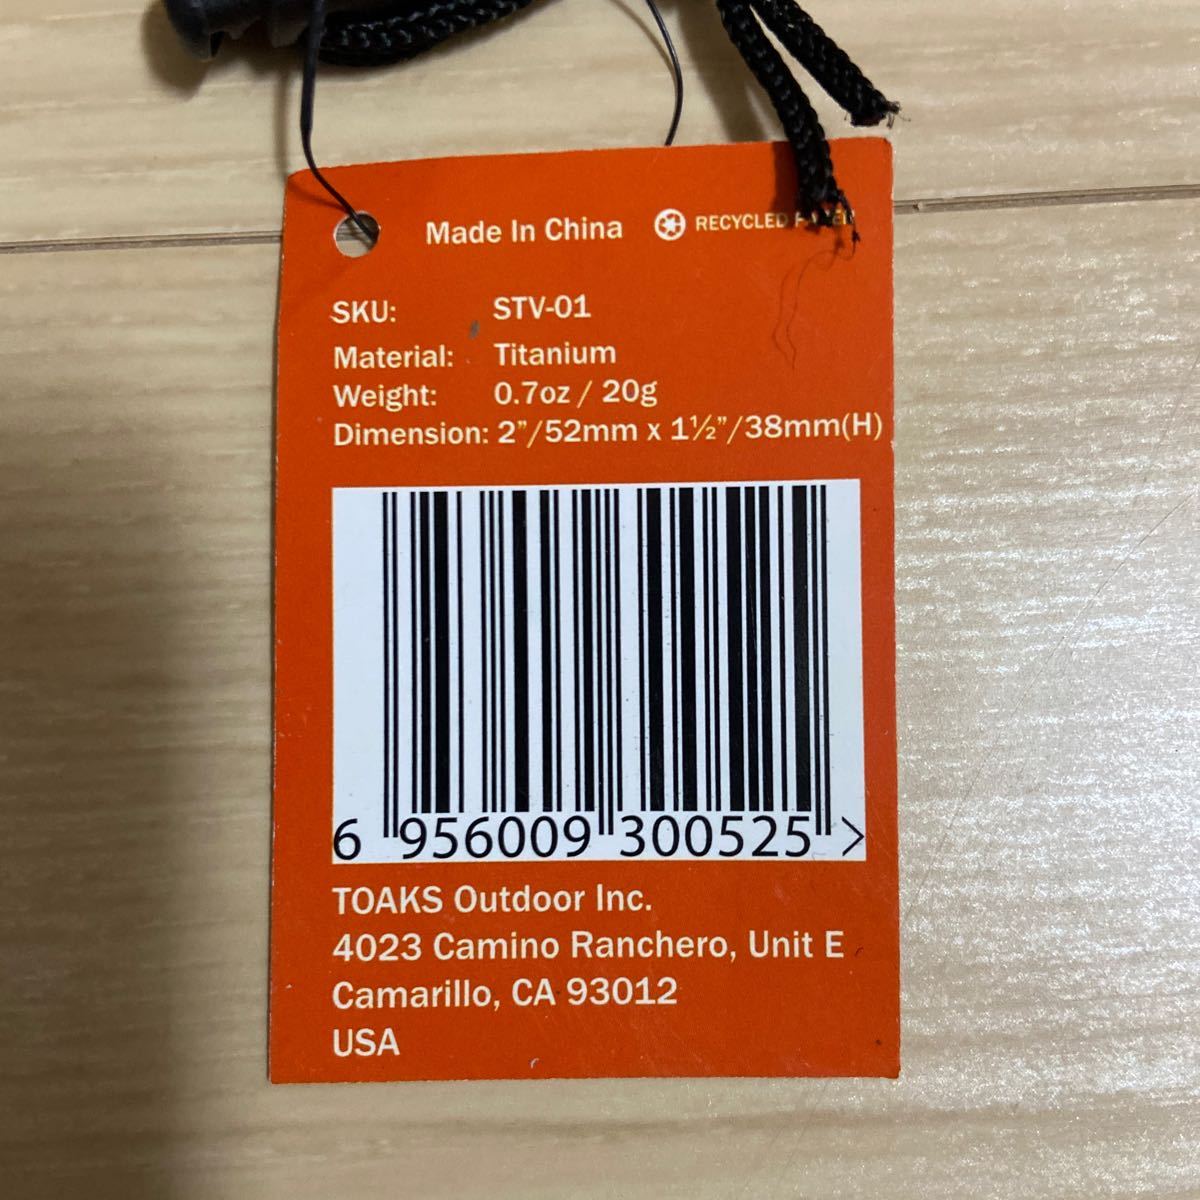 Made In China RECYCLED
SKU: STV-01
Material: Titanium
Weight: 0.7oz / 20g
Dimension: 2”/52mm x 1½”/38mm(H)
6 956009 300525 >
TOAKS Outdoor Inc.
4023 Camino Ranchero, Unit E
Camarillo, CA 93012
USA